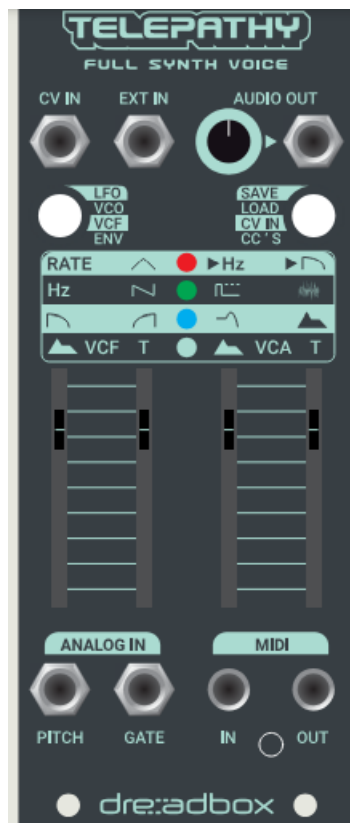 TELEPATHY
FULL SYNTH VOICE
CV IN EXT IN AUDIO OUT
LFO SAVE
VCO LOAD
VCF CV IN
ENV CC'S
RATE Hz
Hz
VCF T VCA T
ANALOG IN MIDI
PITCH GATE IN OUT
dre:adbox